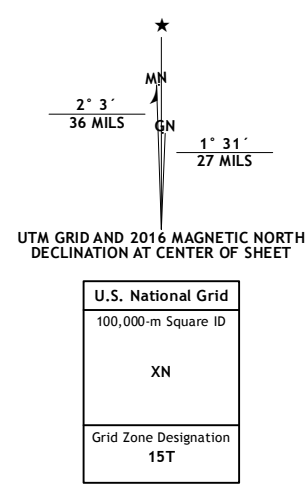 ★
MN
2° 3´
36 MILS
GN
1° 31´
27 MILS
UTM GRID AND 2016 MAGNETIC NORTH
DECLINATION AT CENTER OF SHEET
U.S. National Grid
100,000-m Square ID
XN
Grid Zone Designation
15T